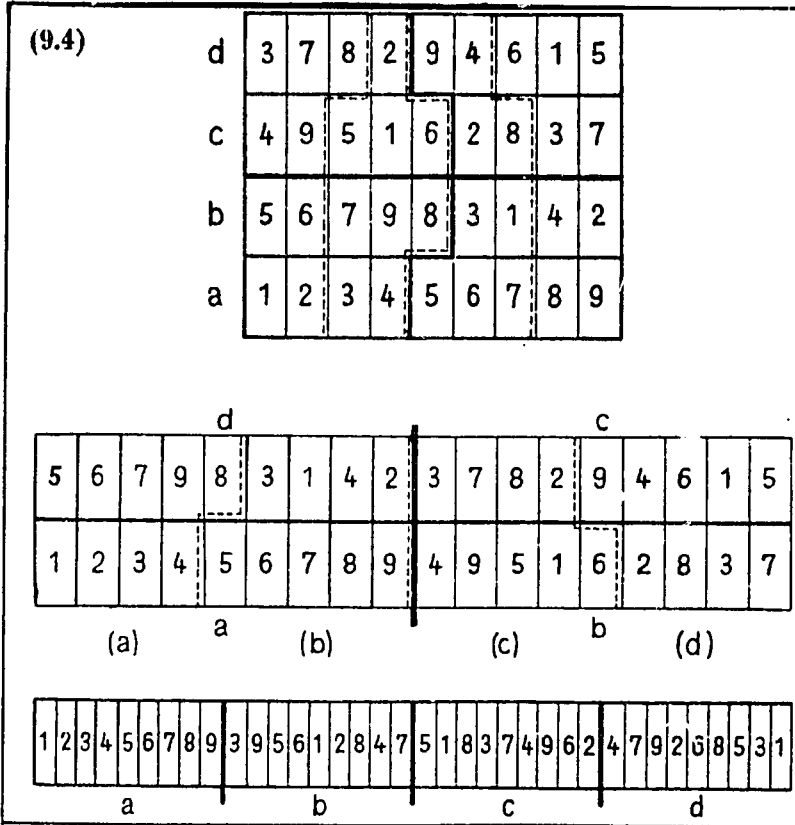 (9.4)
d 3 7 8 2 9 4 6 1 5
c 4 9 5 1 6 2 8 3 7
b 5 6 7 9 8 3 1 4 2
a 1 2 3 4 5 6 7 8 9
d c
5 6 7 9 8 3 1 4 2 3 7 8 2 9 4 6 1 5
1 2 3 4 5 6 7 8 9 4 9 5 1 6 2 8 3 7
(a) a (b) (c) b (d)
1 2 3 4 5 6 7 8 9 3 9 5 6 1 2 8 4 7 5 1 8 3 7 4 9 6 2 4 7 9 2 6 8 5 3 1
a b c d